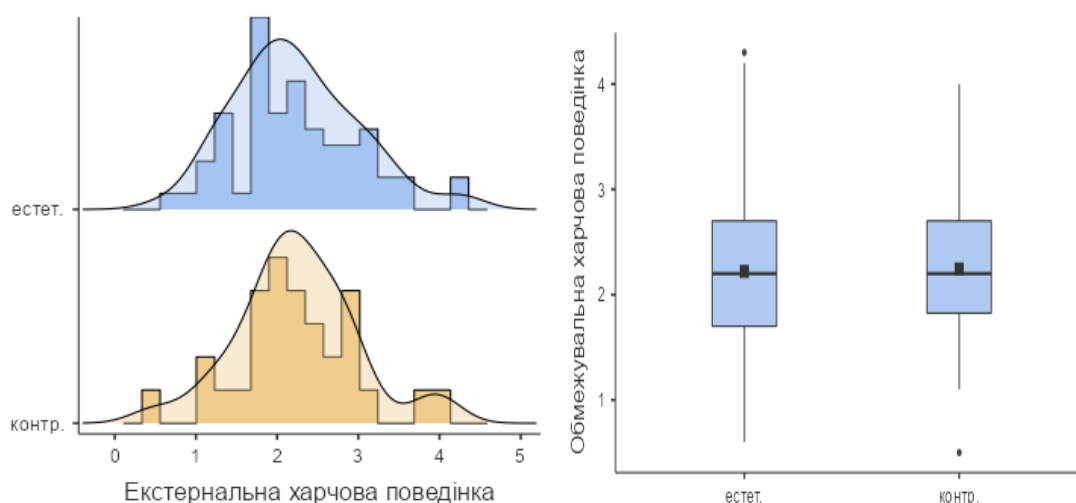 естет.
контр.
0 1 2 3 4 5
Екстернальна харчова поведінка
Обмежувальна харчова поведінка
4
3
2
1
естет. контр.